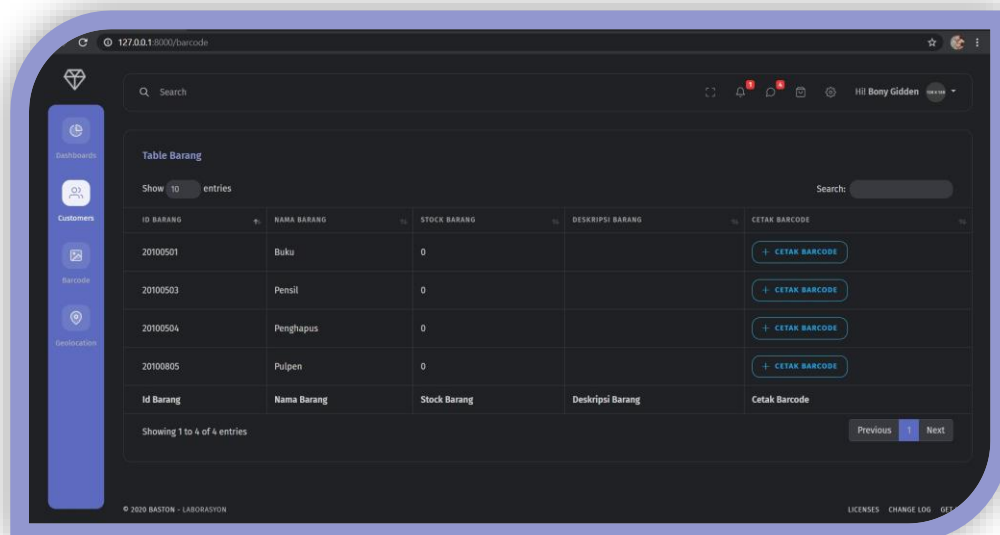 127.0.0.1:8000/barcode
Search
1
4
Hi! Bony Gidden
Dashboards
Customers
Barcode
Geolocation
Table Barang
Show 10 entries
Search:
ID BARANG NAMA BARANG STOCK BARANG DESKRIPSI BARANG CETAK BARCODE
20100501 Buku 0 + CETAK BARCODE
20100503 Pensil 0 + CETAK BARCODE
20100504 Penghapus 0 + CETAK BARCODE
20100805 Pulpen 0 + CETAK BARCODE
Id Barang Nama Barang Stock Barang Deskripsi Barang Cetak Barcode
Showing 1 to 4 of 4 entries
Previous 1 Next
© 2020 BASTON - LABORASYON
LICENSES CHANGE LOG GET